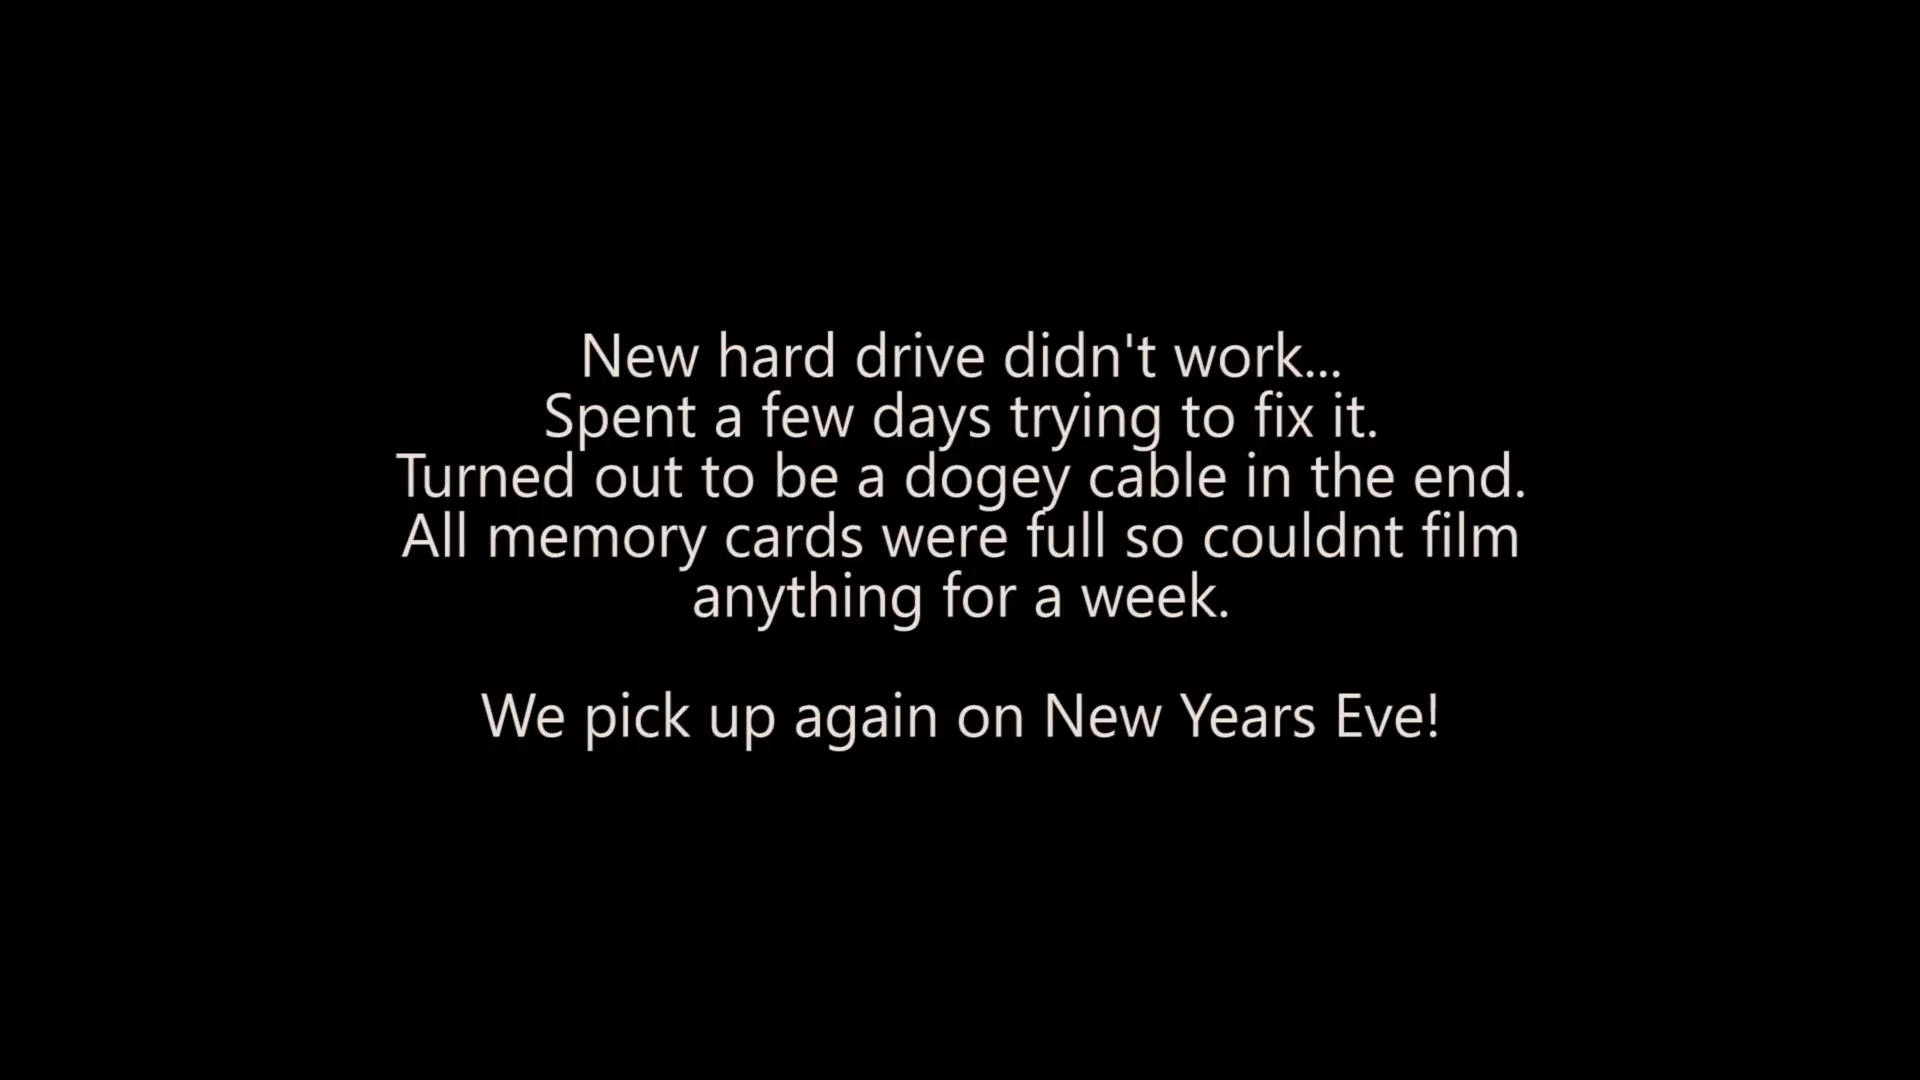 New hard drive didn't work...
Spent a few days trying to fix it.
Turned out to be a dogey cable in the end.
All memory cards were full so couldnt film
anything for a week.
We pick up again on New Years Eve!